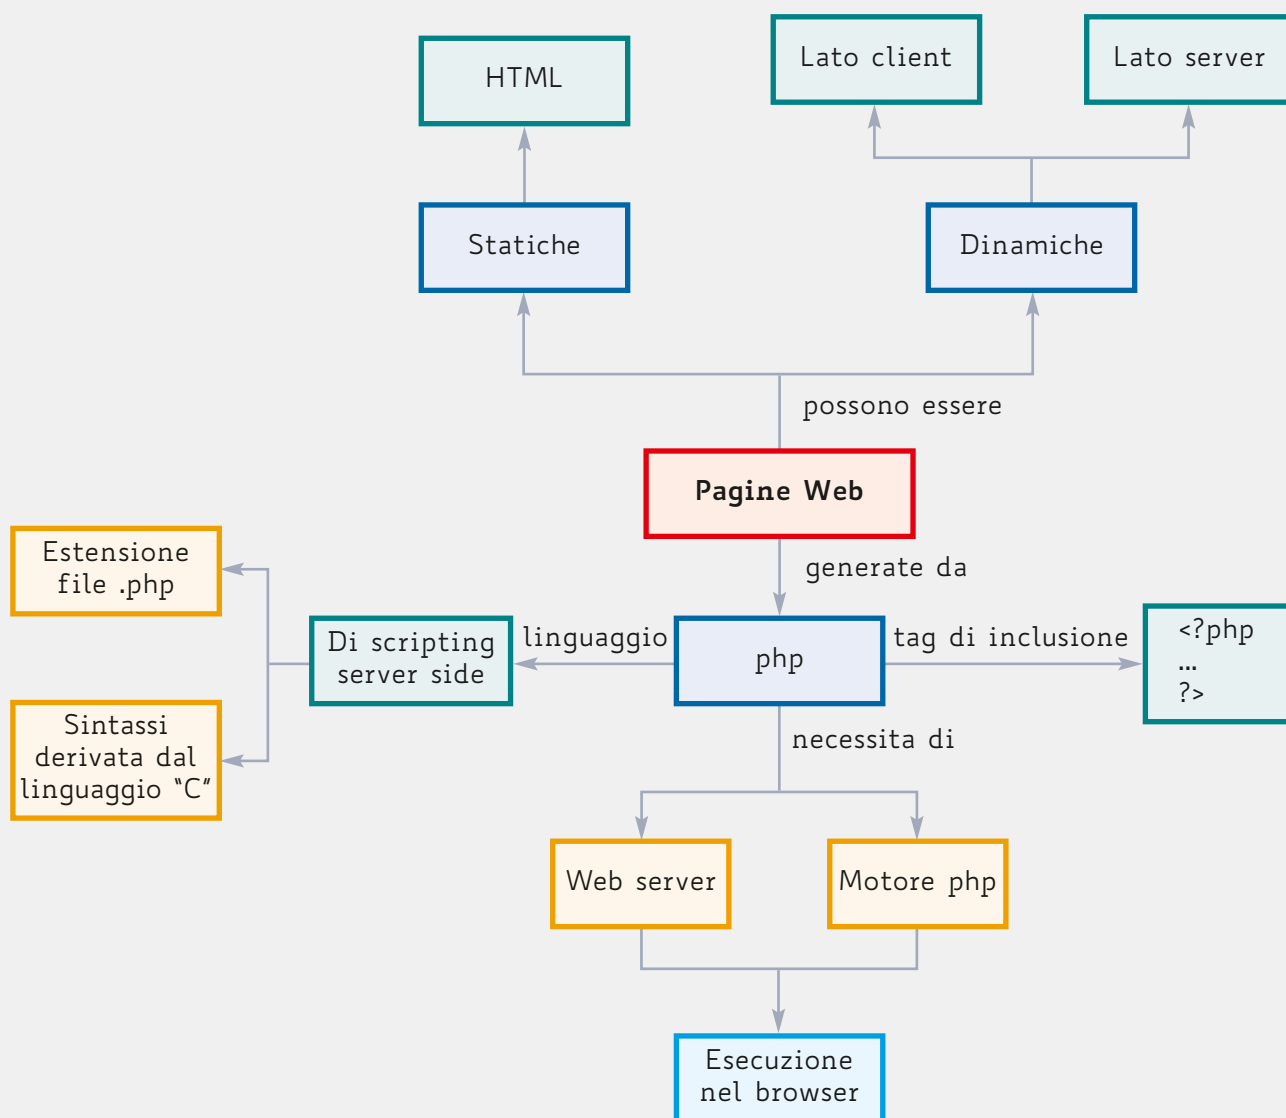 HTML
Lato client
Lato server
Statiche
Dinamiche
possono essere
Pagine Web
generate da
Estensione
file .php
Di scripting
server side
linguaggio
php
tag di inclusione
<?php
...
?>
Sintassi
derivata dal
linguaggio “C”
necessita di
Web server
Motore php
Esecuzione
nel browser